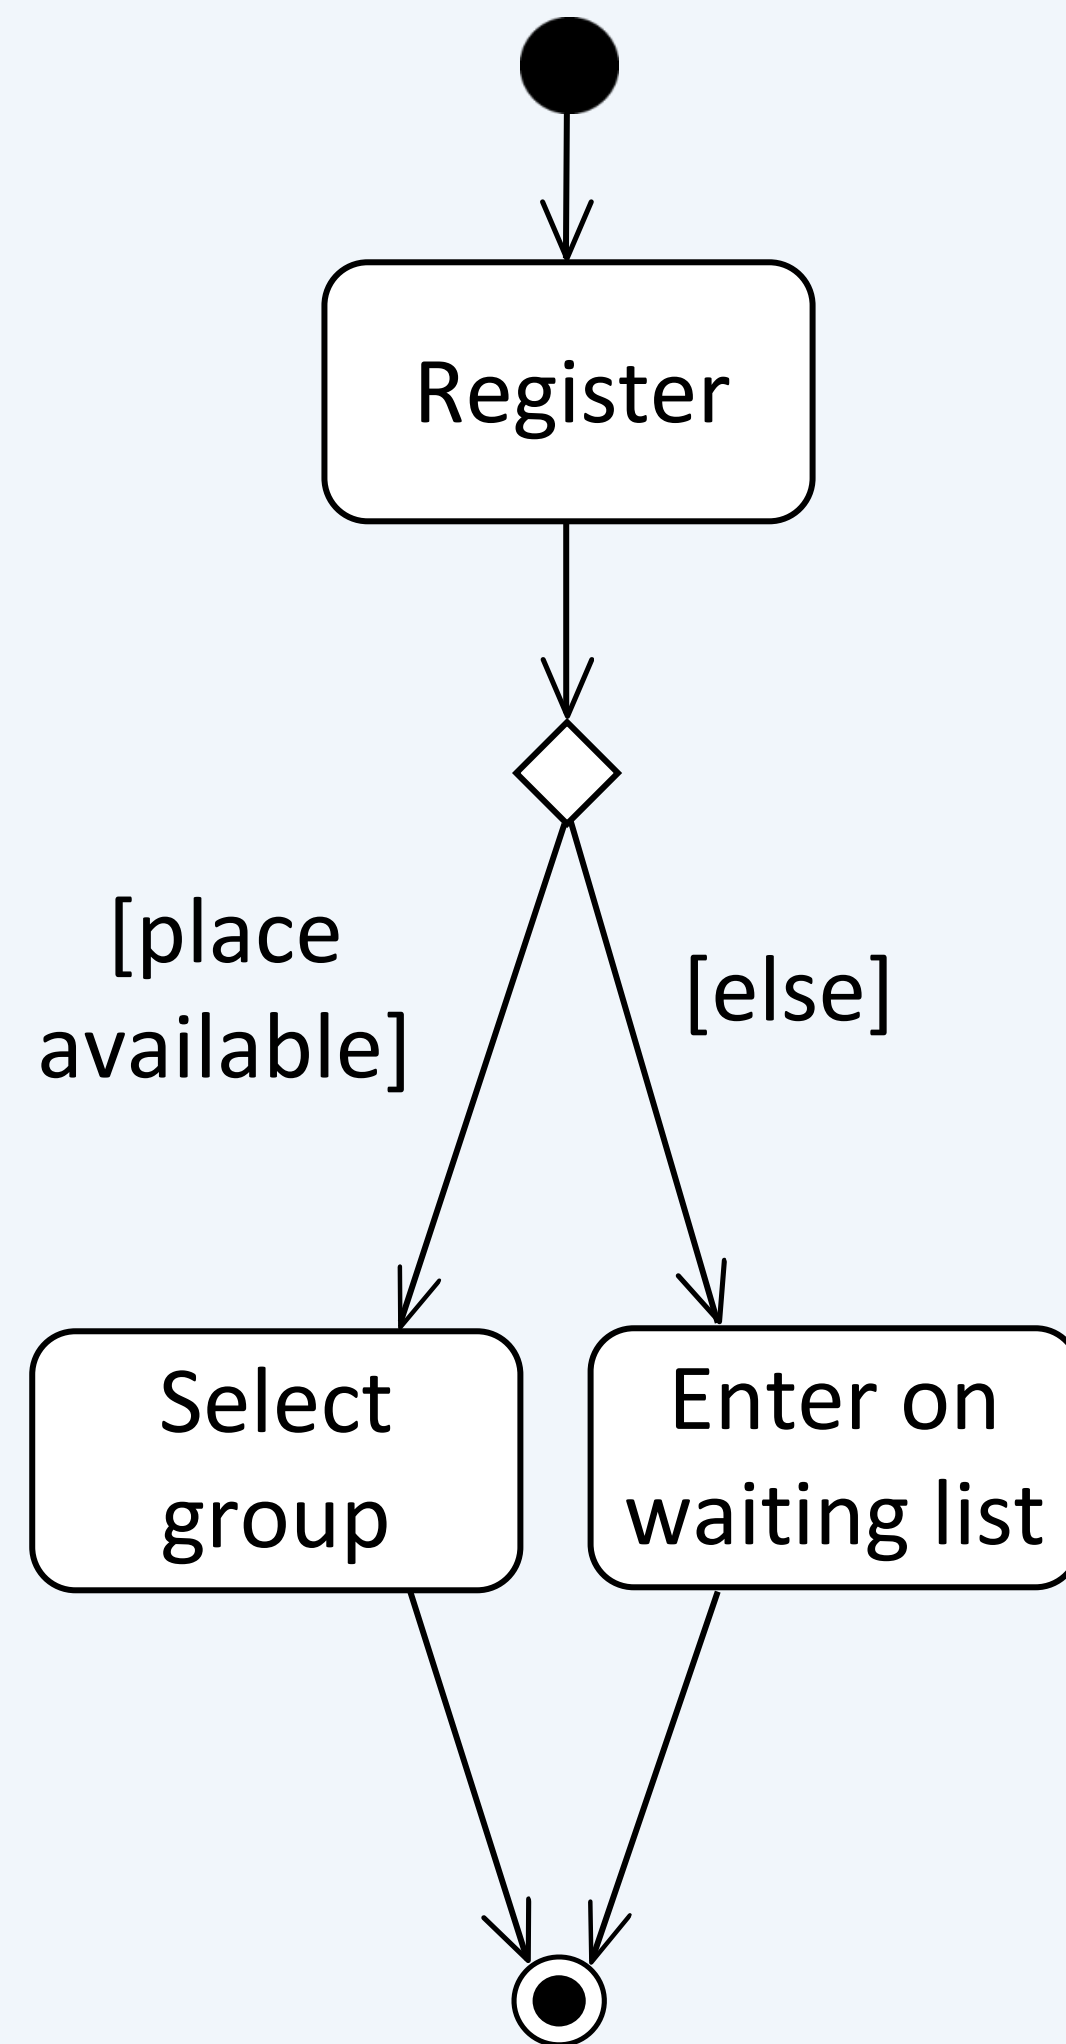 Register
[place
available]
[else]
Select
group
Enter on
waiting list